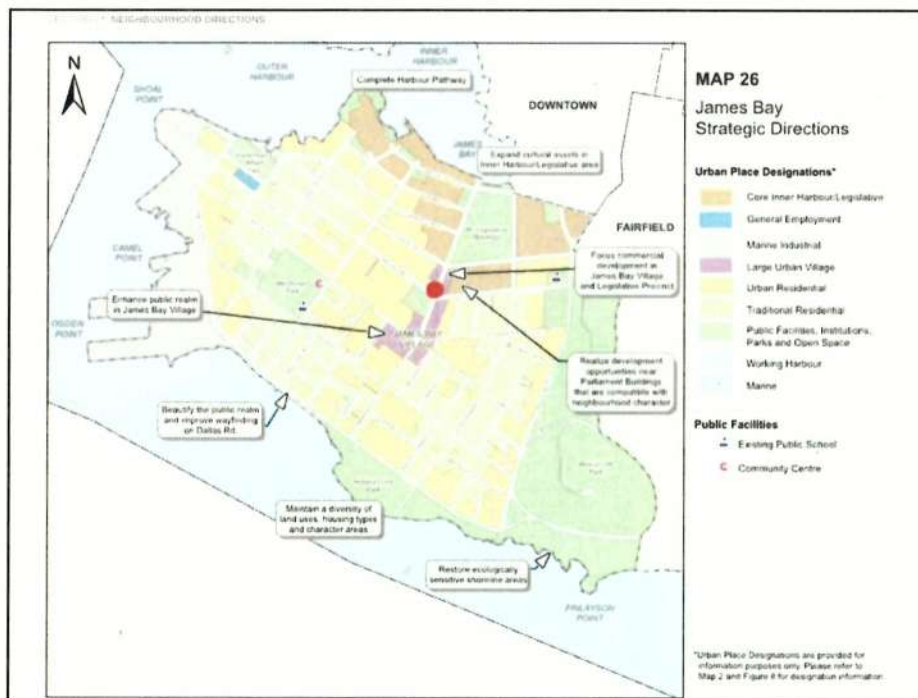 NEIGHBOURHOOD DIRECTIONS
N
OUTER
HARBOUR
INNER
HARBOUR
Complete Harbour Pathway
SHOAL
POINT
DOWNTOWN
JAMES
BAY
Expand cultural assets in
Inner Harbour/Legislative area
FAIRFIELD
CAMEL
POINT
Focus commercial
development in
James Bay Village
and Legislative Precinct
C
Enhance public realm
in James Bay Village
OGDEN
POINT
JAMES BAY
VILLAGE
Realize development
opportunities near
Parliament Buildings
that are compatible with
neighbourhood character
Beautify the public realm
and improve wayfinding
on Dallas Rd.
Maintain a diversity of
land uses, housing types
and character areas
Restore ecologically
sensitive shoreline areas
FINLAYSON
POINT
MAP 26
James Bay
Strategic Directions
Urban Place Designations*
Core Inner Harbour/Legislative
General Employment
Marine Industrial
Large Urban Village
Urban Residential
Traditional Residential
Public Facilities, Institutions,
Parks and Open Space
Working Harbour
Marine
Public Facilities
Existing Public School
C Community Centre
*Urban Place Designations are provided for
information purposes only. Please refer to
Map 2 and Figure 8 for designation information